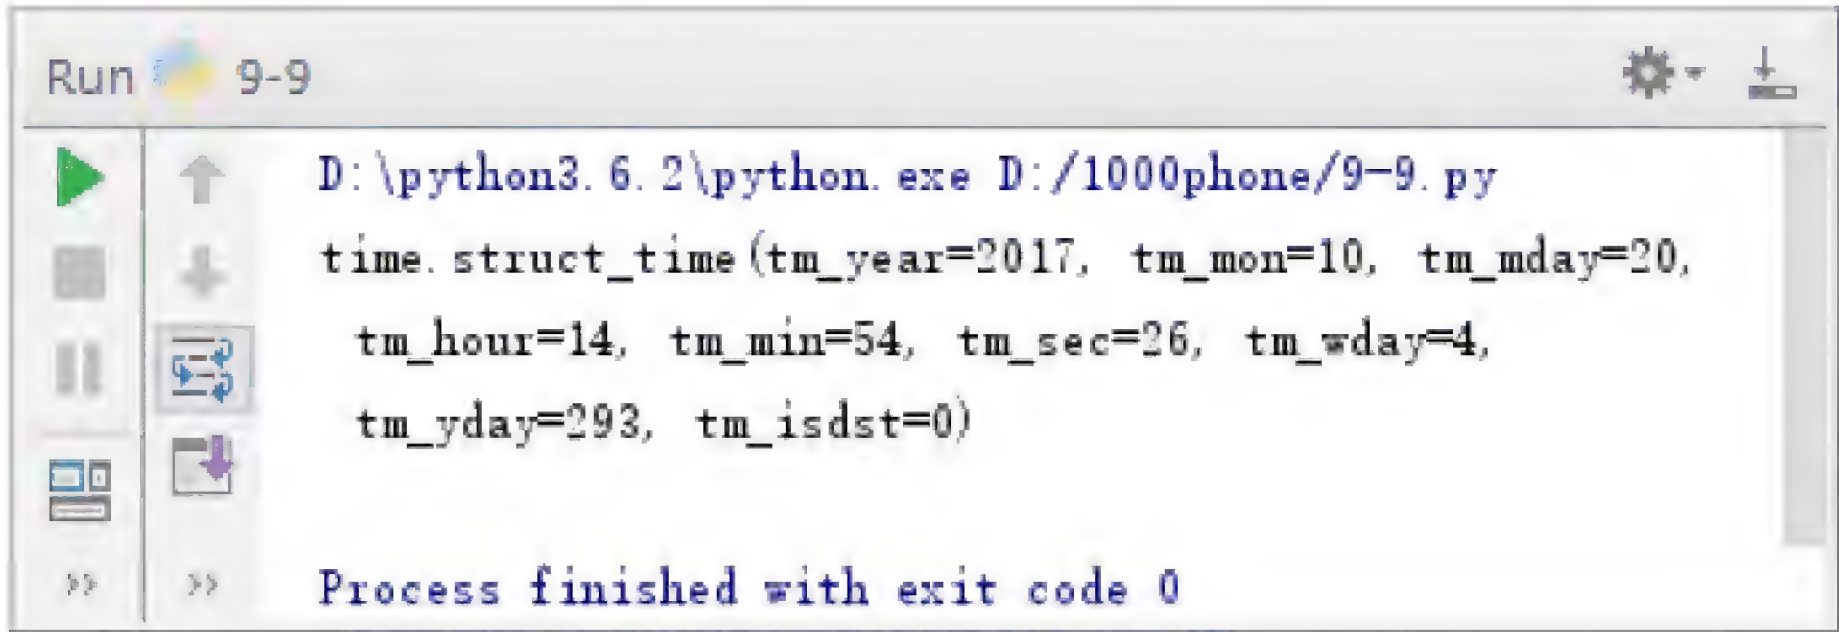 Run 9-9
D:\python3.6.2\python.exe D:/1000phone/9-9.py
time.struct_time(tm_year=2017, tm_mon=10, tm_mday=20,
tm_hour=14, tm_min=54, tm_sec=26, tm_wday=4,
tm_yday=293, tm_isdst=0)
Process finished with exit code 0